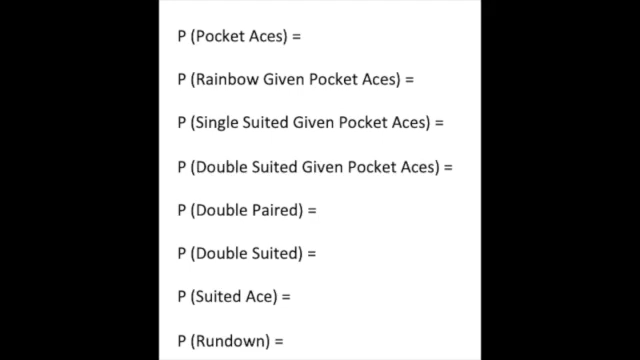 P (Pocket Aces) =
P (Rainbow Given Pocket Aces) =
P (Single Suited Given Pocket Aces) =
P (Double Suited Given Pocket Aces) =
P (Double Paired) =
P (Double Suited) =
P (Suited Ace) =
P (Rundown) =